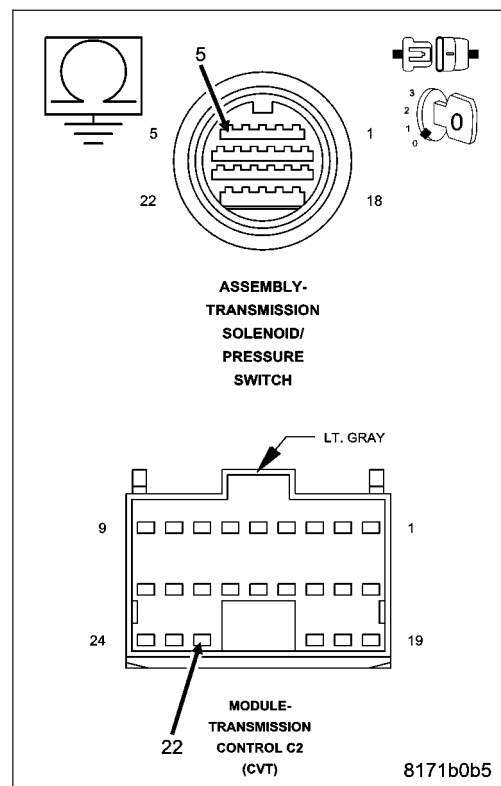 5
3
2
1
0
0
5
1
22
18
ASSEMBLY-
TRANSMISSION
SOLENOID/
PRESSURE
SWITCH
LT. GRAY
9
1
24
19
22
MODULE-
TRANSMISSION
CONTROL C2
(CVT)
8171b0b5